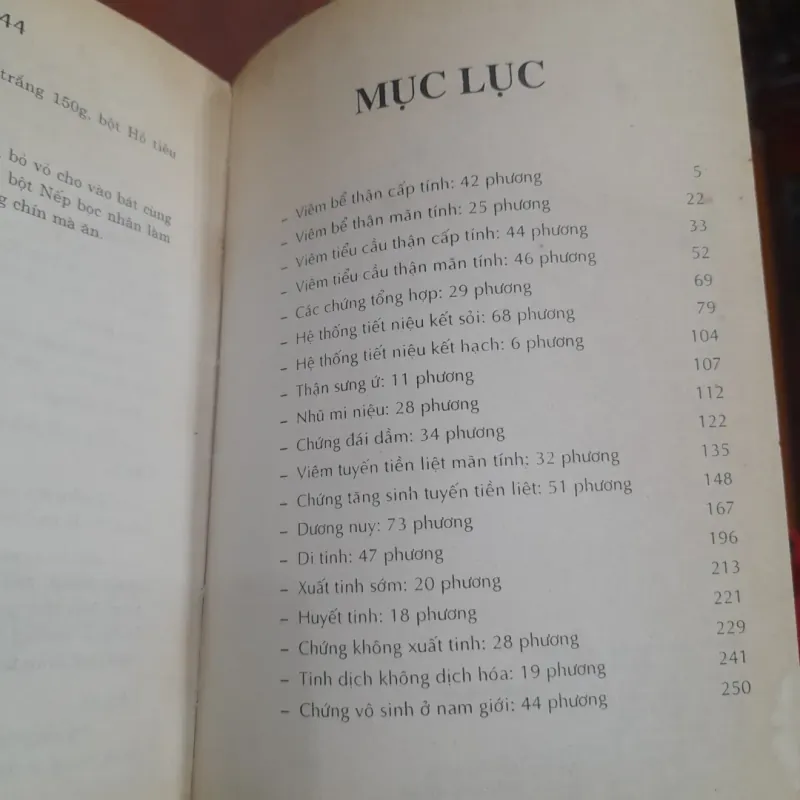 44
trắng 150g, bột Hồ tiêu
bỏ vỏ cho vào bát cùng
bột Nếp bọc nhân làm
chín mà ăn.
MỤC LỤC
– Viêm bể thận cấp tính: 42 phương 5
– Viêm bể thận mãn tính: 25 phương 22
– Viêm tiểu cầu thận cấp tính: 44 phương 33
– Viêm tiểu cầu thận mãn tính: 46 phương 52
– Các chứng tổng hợp: 29 phương 69
– Hệ thống tiết niệu kết sỏi: 68 phương 79
– Hệ thống tiết niệu kết hạch: 6 phương 104
– Thận sưng ứ: 11 phương 107
– Nhũ mi niệu: 28 phương 112
– Chứng đái dầm: 34 phương 122
– Viêm tuyến tiền liệt mãn tính: 32 phương 135
– Chứng tăng sinh tuyến tiền liêt: 51 phương 148
– Dương nuy: 73 phương 167
– Di tinh: 47 phương 196
– Xuất tinh sớm: 20 phương 213
– Huyết tinh: 18 phương 221
– Chứng không xuất tinh: 28 phương 229
– Tinh dịch không dịch hóa: 19 phương 241
– Chứng vô sinh ở nam giới: 44 phương 250